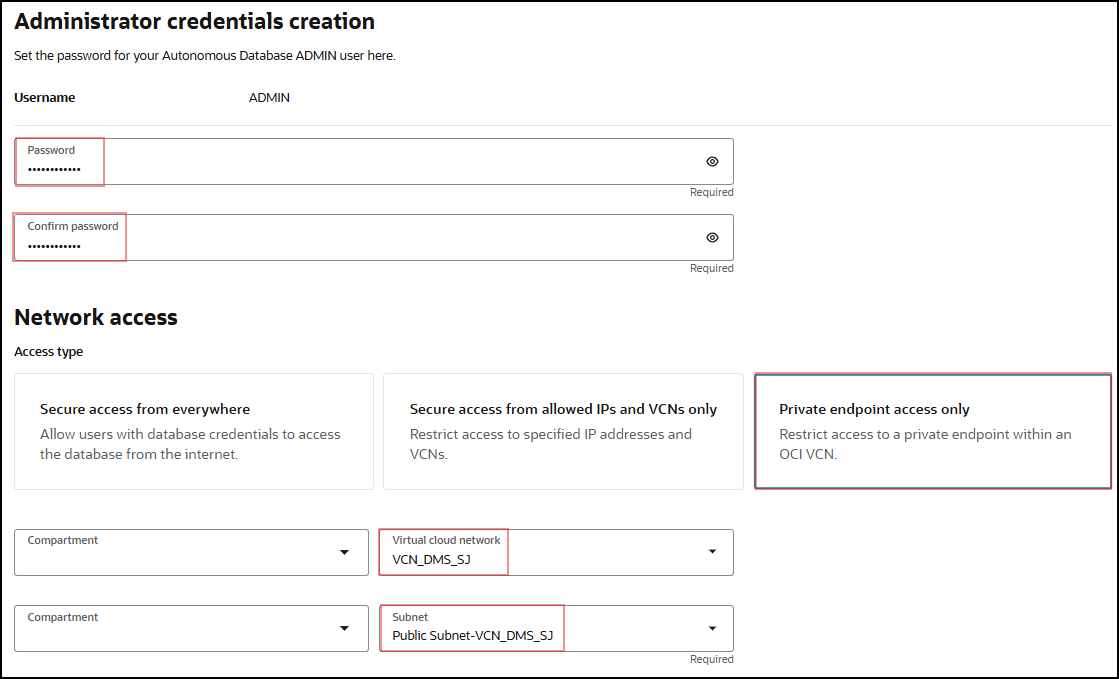 Administrator credentials creation
Set the password for your Autonomous Database ADMIN user here.
Username ADMIN
Password
••••••••••••
Required
Confirm password
••••••••••••
Required
Network access
Access type
Secure access from everywhere
Allow users with database credentials to access
the database from the internet.
Secure access from allowed IPs and VCNs only
Restrict access to specified IP addresses and
VCNs.
Private endpoint access only
Restrict access to a private endpoint within an
OCI VCN.
Compartment
Virtual cloud network
VCN_DMS_SJ
Compartment
Subnet
Public Subnet-VCN_DMS_SJ
Required